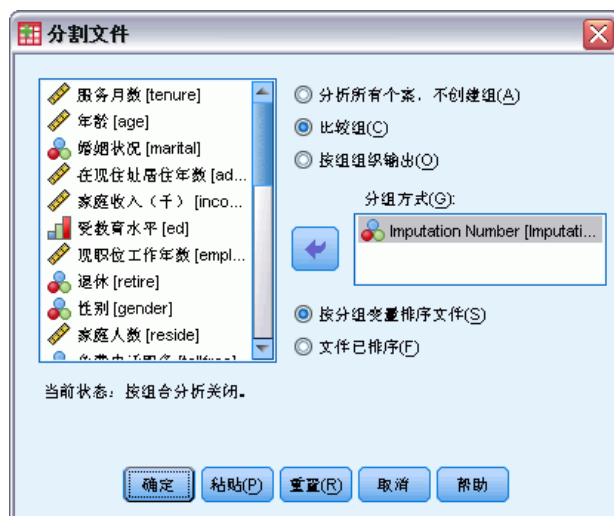 分割文件
服务月数 [tenure]
年龄 [age]
婚姻状况 [marital]
在现住址居住年数 [ad...
家庭收入（千） [inco...
受教育水平 [ed]
现职位工作年数 [empl...
退休 [retire]
性别 [gender]
家庭人数 [reside]
分析所有个案，不创建组(A)
比较组(C)
按组组织输出(O)
分组方式(G):
Imputation Number [Imputati...
按分组变量排序文件(S)
文件已排序(F)
当前状态：按组合分析关闭。
确定
粘贴(P)
重置(R)
取消
帮助